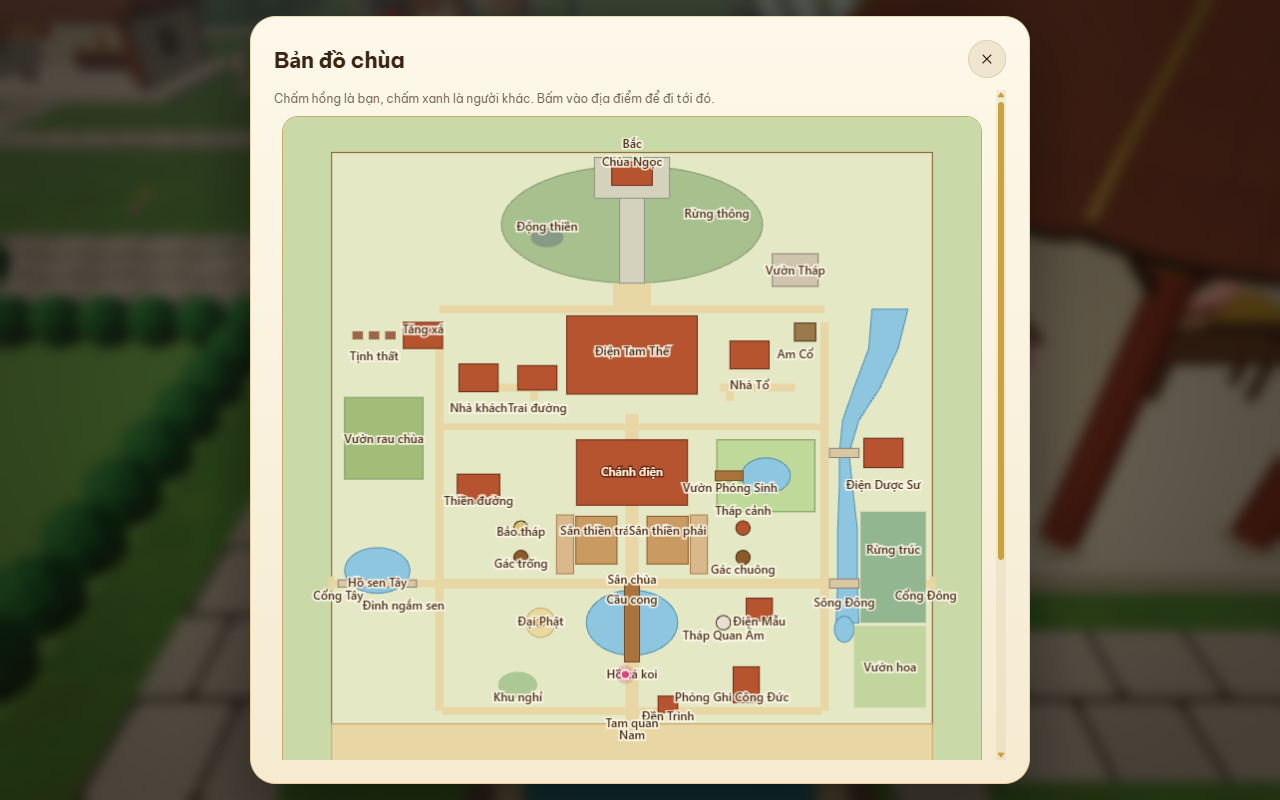 Bản đồ chùa
Chấm hồng là bạn, chấm xanh là người khác. Bấm vào địa điểm để đi tới đó.
Bắc
Chùa Ngọc
Động thiền
Rừng thông
Vườn Tháp
Tăng xá
Tịnh thất
Điện Tam Thế
Am Cổ
Nhà Tổ
Nhà khách
Trai đường
Vườn rau chùa
Chánh điện
Điện Dược Sư
Vườn Phóng Sinh
Thiền đường
Tháp cảnh
Bảo tháp
Sân thiền trá
Sân thiền phải
Gác trống
Gác chuông
Rừng trúc
Hồ sen Tây
Sân chùa
Cổng Tây
Cổng Đông
Cầu cong
Sông Đông
Đình ngắm sen
Đại Phật
Điện Mẫu
Tháp Quan Âm
Vườn hoa
Khu nghỉ
Phòng Ghi Công Đức
Đền Trình
Tam quan
Nam